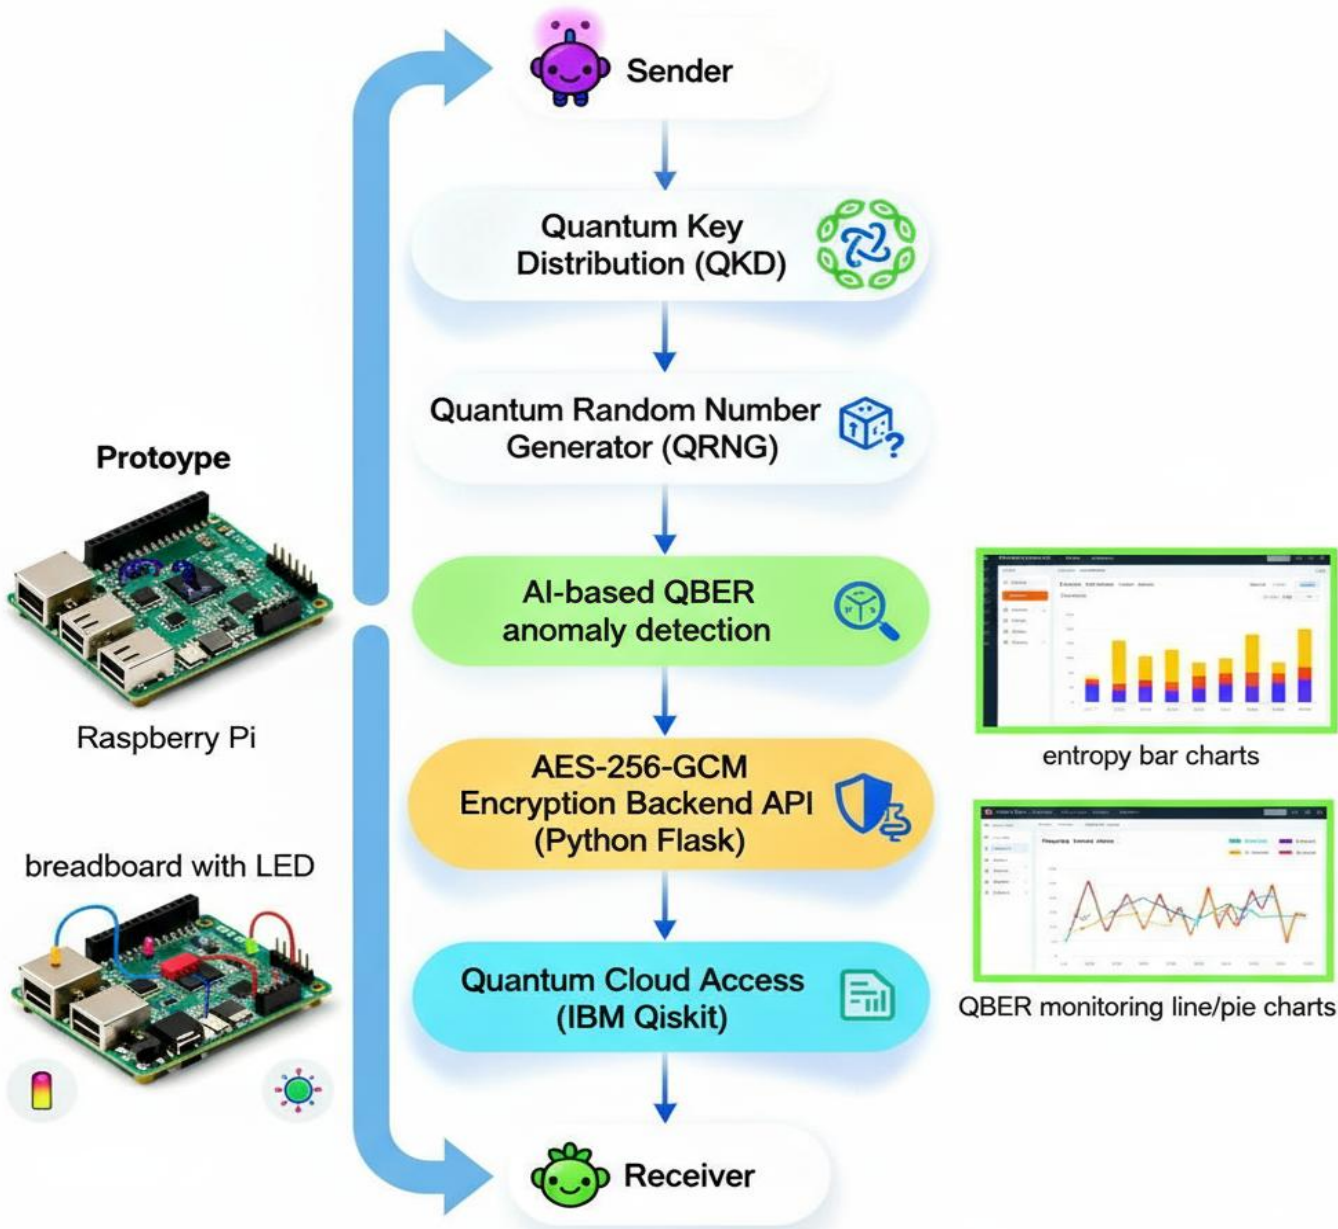 Sender
Quantum Key
Distribution (QKD)
Quantum Random Number
Generator (QRNG)
Protoype
Raspberry Pi
AI-based QBER
anomaly detection
entropy bar charts
AES-256-GCM
Encryption Backend API
(Python Flask)
breadboard with LED
Quantum Cloud Access
(IBM Qiskit)
QBER monitoring line/pie charts
Receiver